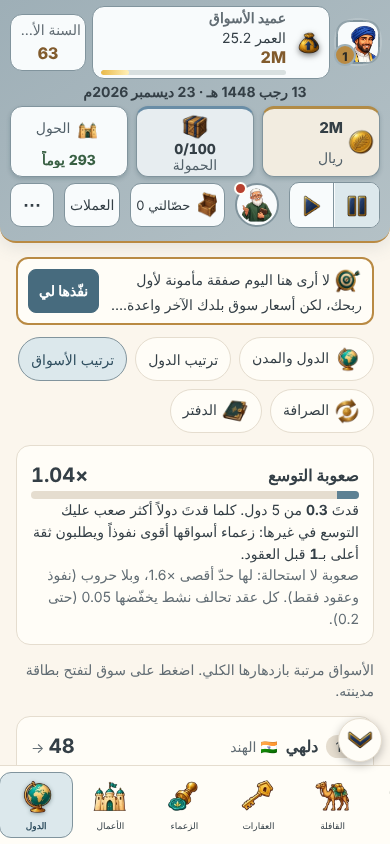 عميد الأسواق
العمر 25.2
2M
1
السنة الأ...
63
13 رجب 1448 هـ · 23 ديسمبر 2026م
2M
ريال
0/100
الحمولة
الحول
293 يوماً
حصّالتي 0
العملات
...
لا أرى هنا اليوم صفقة مأمونة لأول
ربحك، لكن أسعار سوق بلدك الآخر واعدة....
نفّذها لي
الدول والمدن
ترتيب الدول
ترتيب الأسواق
الصرافة
الدفتر
صعوبة التوسع
1.04×
قدتَ 0.3 من 5 دول. كلما قدتَ دولاً أكثر صعب عليك
التوسع في غيرها: زعماء أسواقها أقوى نفوذاً ويطلبون ثقة
أعلى بـ1 قبل العقود.
صعوبة لا استحالة: لها حدّ أقصى ×1.6، وبلا حروب (نفوذ
وعقود فقط). كل عقد تحالف نشط يخفّضها 0.05 (حتى
0.2).
الأسواق مرتبة بازدهارها الكلي. اضغط على سوق لتفتح بطاقة
مدينته.
دلهي
الهند
48 →
القافلة
العقارات
الزعماء
الأعمال
الدول